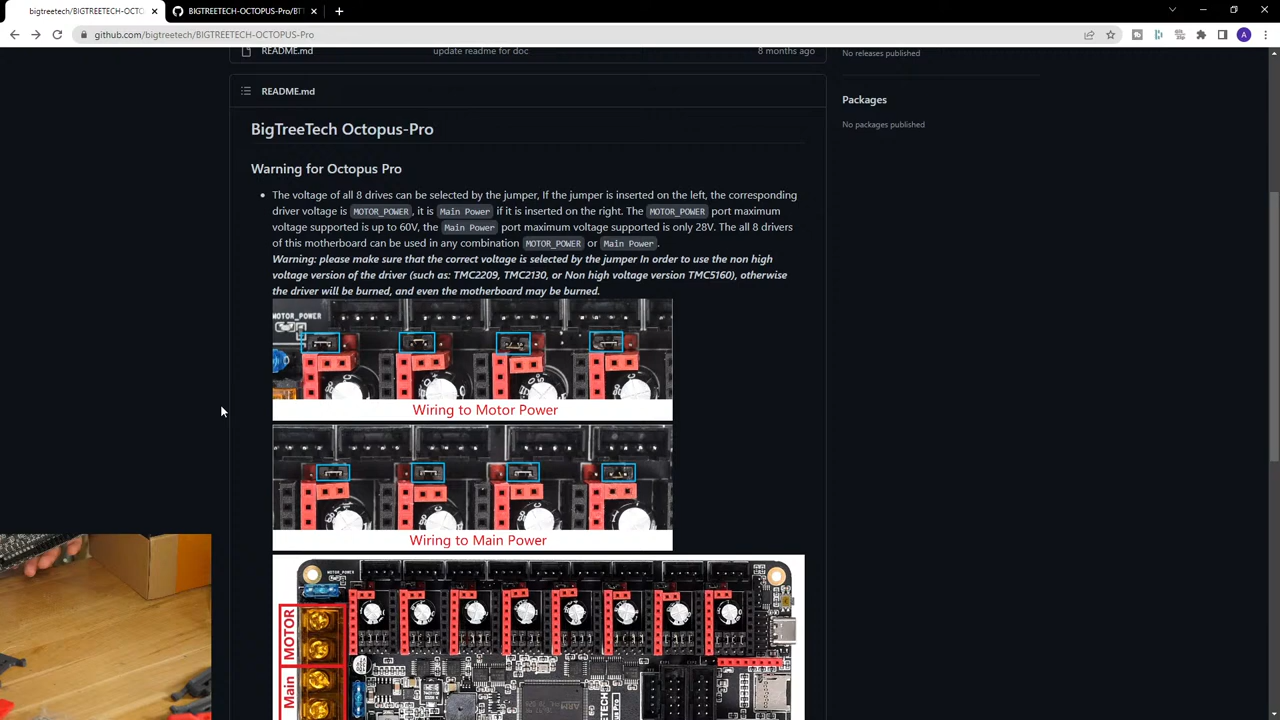 bigtreetech/BIGTREETECH-OCTO
BIGTREETECH-OCTOPUS-Pro/BT
github.com/bigtreetech/BIGTREETECH-OCTOPUS-Pro
A
README.md update readme for doc 8 months ago
No releases published
README.md
Packages
No packages published
BigTreeTech Octopus-Pro
Warning for Octopus Pro
The voltage of all 8 drives can be selected by the jumper, If the jumper is inserted on the left, the corresponding
driver voltage is MOTOR_POWER, it is Main Power if it is inserted on the right. The MOTOR_POWER port maximum
voltage supported is up to 60V, the Main Power port maximum voltage supported is only 28V. The all 8 drivers
of this motherboard can be used in any combination MOTOR_POWER or Main Power.
Warning: please make sure that the correct voltage is selected by the jumper In order to use the non high
voltage version of the driver (such as: TMC2209, TMC2130, or Non high voltage version TMC5160), otherwise
the driver will be burned, and even the motherboard may be burned.
MOTOR_POWER
Wiring to Motor Power
Wiring to Main Power
MOTOR_POWER
MOTOR
Main
ARM